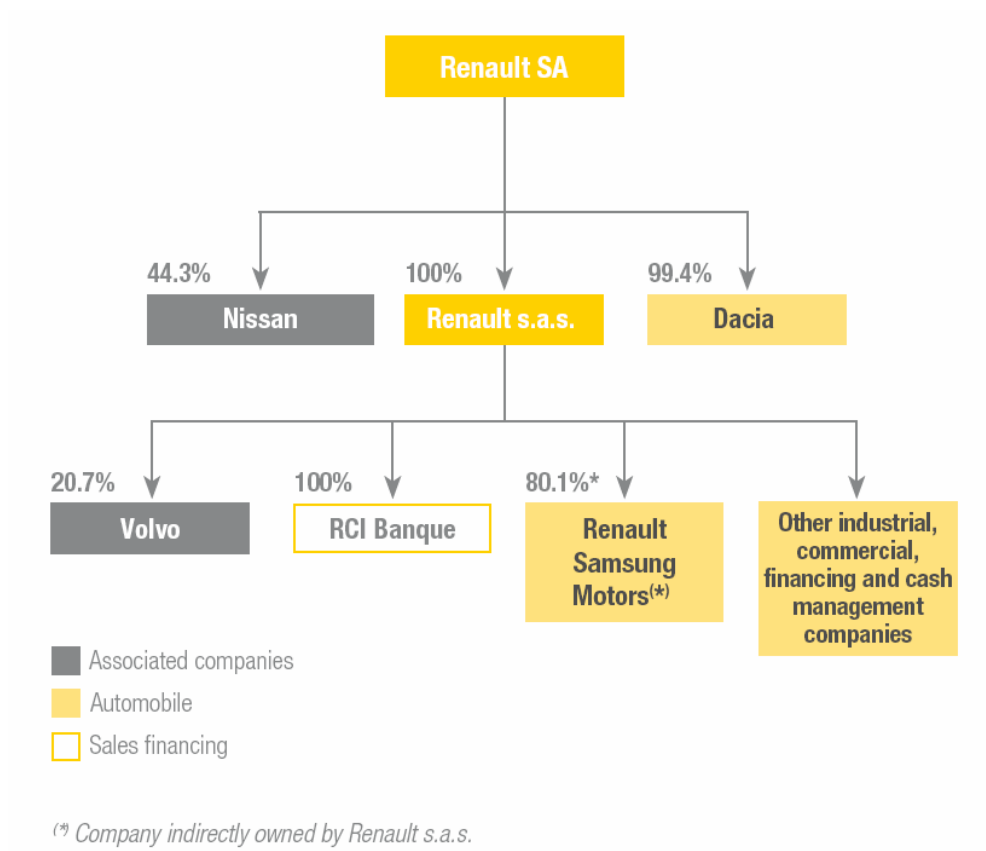 Renault SA
44.3%
100%
99.4%
Nissan
Renault s.a.s.
Dacia
20.7%
100%
80.1%*
Volvo
RCI Banque
Renault
Samsung
Motors(*)
Other industrial,
commercial,
financing and cash
management
companies
Associated companies
Automobile
Sales financing
(*) Company indirectly owned by Renault s.a.s.